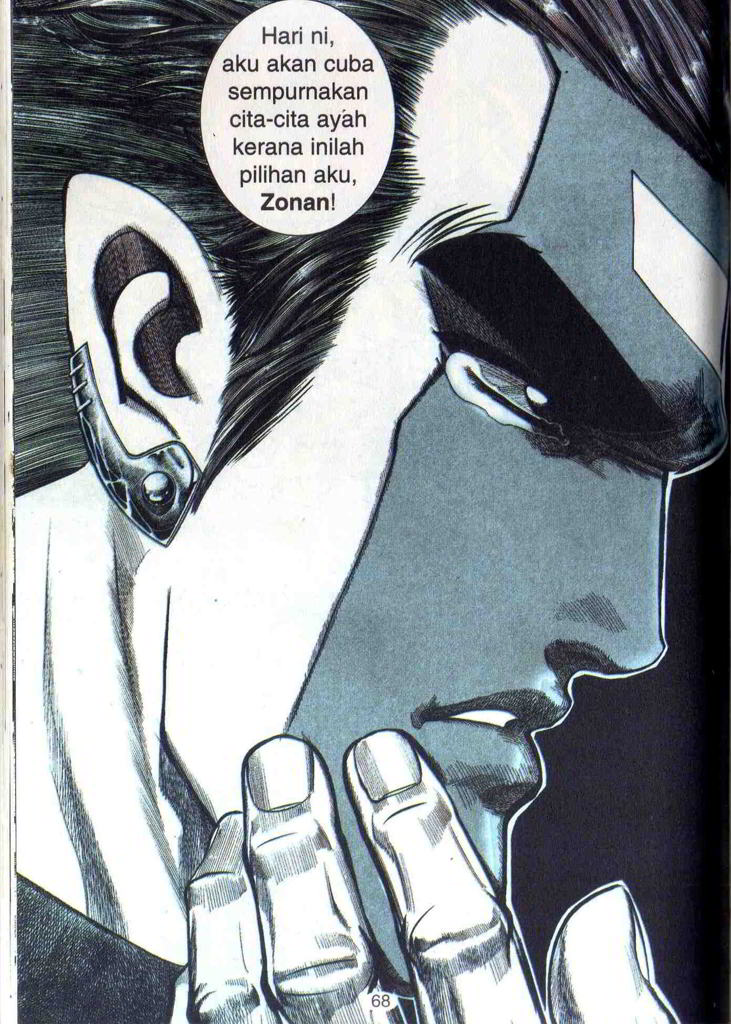 Hari ni,
aku akan cuba
sempurnakan
cita-cita ayah
kerana inilah
pilihan aku,
Zonan!
68